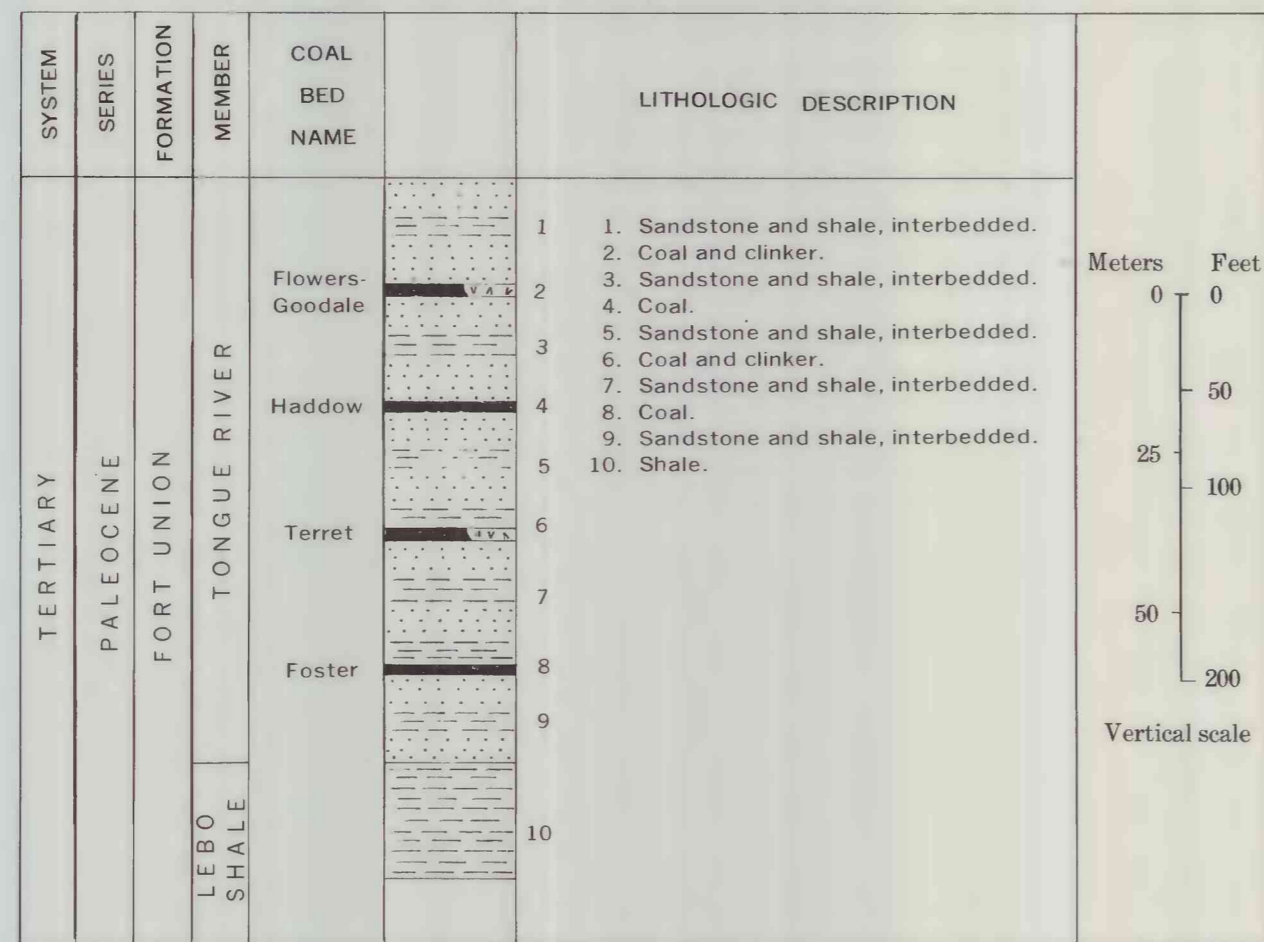 SYSTEM
SERIES
FORMATION
MEMBER
COAL
BED
NAME
LITHOLOGIC DESCRIPTION
TERTIARY
PALEOCENE
FORT UNION
TONGUE RIVER
LEBO
SHALE
Flowers-
Goodale
Haddow
Terret
Foster
1
2
3
4
5
6
7
8
9
10
1. Sandstone and shale, interbedded.
2. Coal and clinker.
3. Sandstone and shale, interbedded.
4. Coal.
5. Sandstone and shale, interbedded.
6. Coal and clinker.
7. Sandstone and shale, interbedded.
8. Coal.
9. Sandstone and shale, interbedded.
10. Shale.
Meters Feet
0 0
50
25
100
50
200
Vertical scale